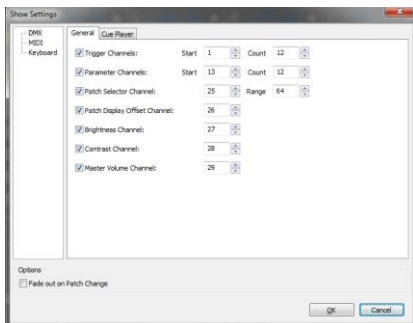 Show Settings
DMX
MIDI
Keyboard
General Cue Player
Trigger Channels: Start 1 Count 12
Parameter Channels: Start 13 Count 12
Patch Selector Channel: 25 Range 64
Patch Display Offset Channel: 26
Brightness Channel: 27
Contrast Channel: 28
Master Volume Channel: 29
Options
Fade out on Patch Change
OK Cancel